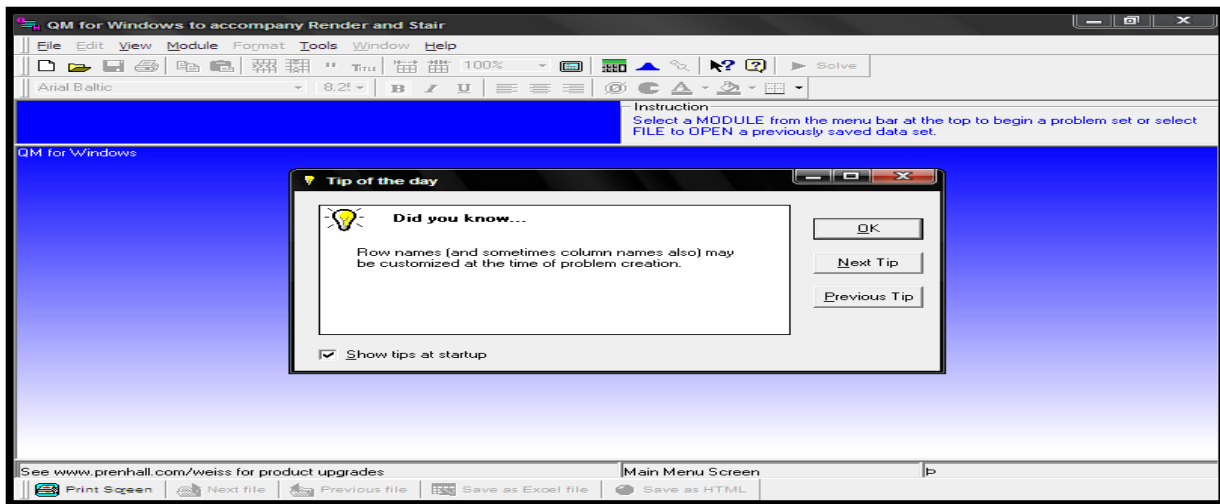 QM for Windows to accompany Render and Stair
File Edit View Module Format Tools Window Help
100% Solve
Arial Baltic 8.2 B I U
Instruction
Select a MODULE from the menu bar at the top to begin a problem set or select
FILE to OPEN a previously saved data set.
QM for Windows
Tip of the day
Did you know...
Row names (and sometimes column names also) may
be customized at the time of problem creation.
OK
Next Tip
Previous Tip
Show tips at startup
See www.prenhall.com/weiss for product upgrades Main Menu Screen
Print Screen Next file Previous file Save as Excel file Save as HTML